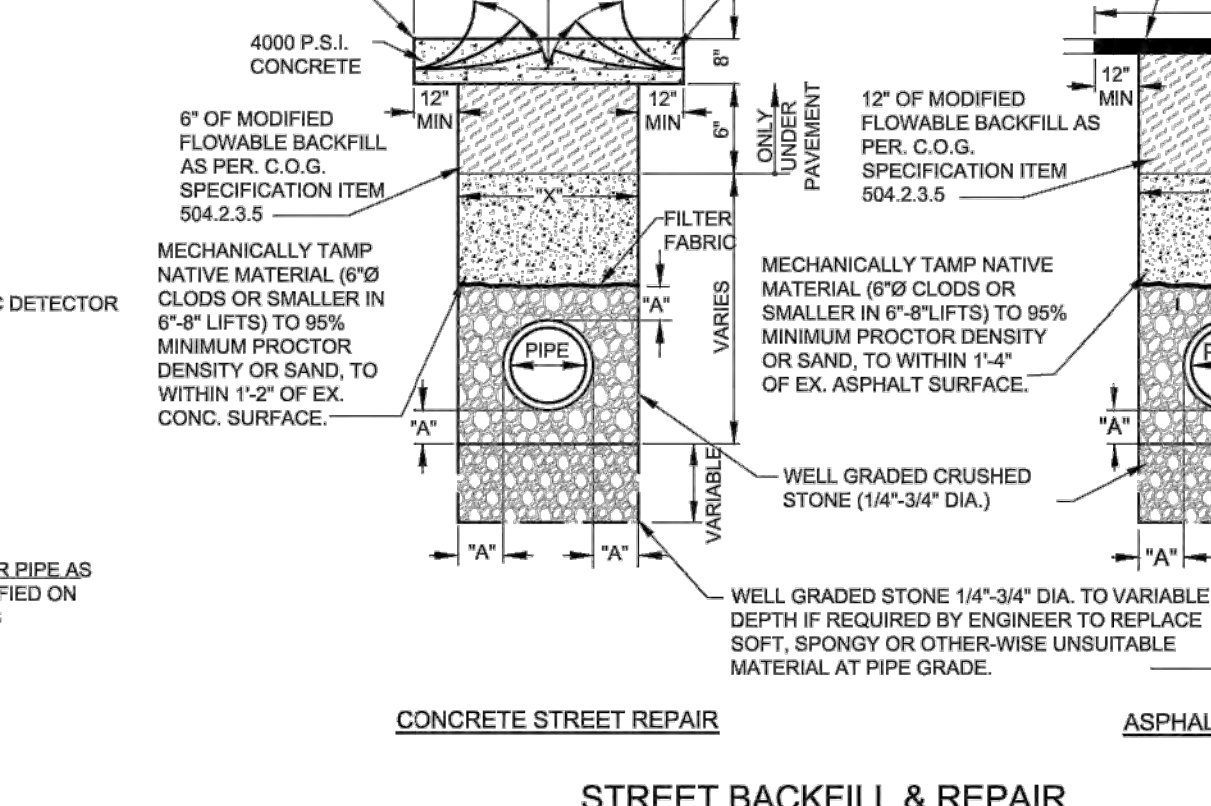 4000 P.S.I.
CONCRETE
8"
12"
MIN
12"
MIN
6"
ONLY
UNDER
PAVEMENT
6" OF MODIFIED
FLOWABLE BACKFILL
AS PER. C.O.G.
SPECIFICATION ITEM
504.2.3.5
"X"
FILTER
FABRIC
MECHANICALLY TAMP
NATIVE MATERIAL (6"Ø
CLODS OR SMALLER IN
6"-8" LIFTS) TO 95%
MINIMUM PROCTOR
DENSITY OR SAND, TO
WITHIN 1'-2" OF EX.
CONC. SURFACE.
"A"
PIPE
VARIES
"A"
VARIABLE
"A"
"A"
C DETECTOR
R PIPE AS
FIED ON
12"
MIN
12" OF MODIFIED
FLOWABLE BACKFILL AS
PER. C.O.G.
SPECIFICATION ITEM
504.2.3.5
MECHANICALLY TAMP NATIVE
MATERIAL (6"Ø CLODS OR
SMALLER IN 6"-8"LIFTS) TO 95%
MINIMUM PROCTOR DENSITY
OR SAND, TO WITHIN 1'-4"
OF EX. ASPHALT SURFACE.
"A"
WELL GRADED CRUSHED
STONE (1/4"-3/4" DIA.)
"A"
WELL GRADED STONE 1/4"-3/4" DIA. TO VARIABLE
DEPTH IF REQUIRED BY ENGINEER TO REPLACE
SOFT, SPONGY OR OTHER-WISE UNSUITABLE
MATERIAL AT PIPE GRADE.
CONCRETE STREET REPAIR
ASPHAL
STREET BACKFILL & REPAIR